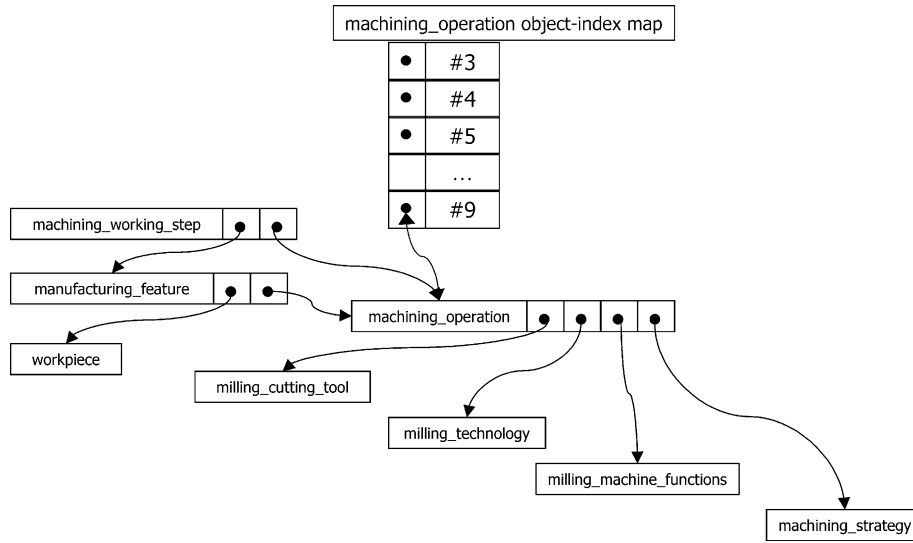 machining_operation object-index map
#3
#4
#5
...
#9
machining_working_step
manufacturing_feature
machining_operation
workpiece
milling_cutting_tool
milling_technology
milling_machine_functions
machining_strategy